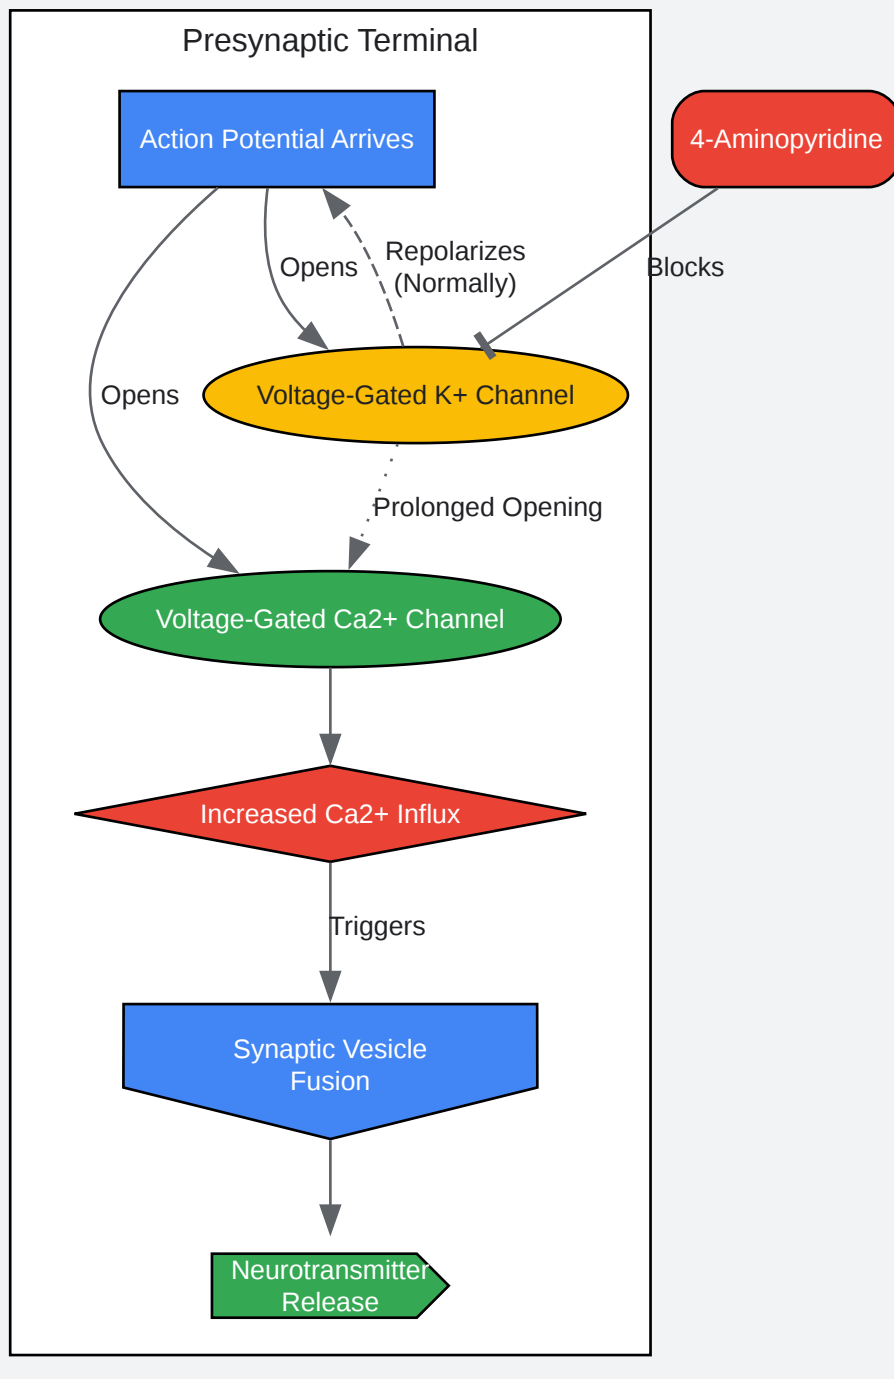 Presynaptic Terminal
Action Potential Arrives
4-Aminopyridine
Repolarizes
(Normally)
Opens
Blocks
Opens
Voltage-Gated K+ Channel
Prolonged Opening
Voltage-Gated Ca2+ Channel
Increased Ca2+ Influx
Triggers
Synaptic Vesicle
Fusion
Neurotransmitter
Release